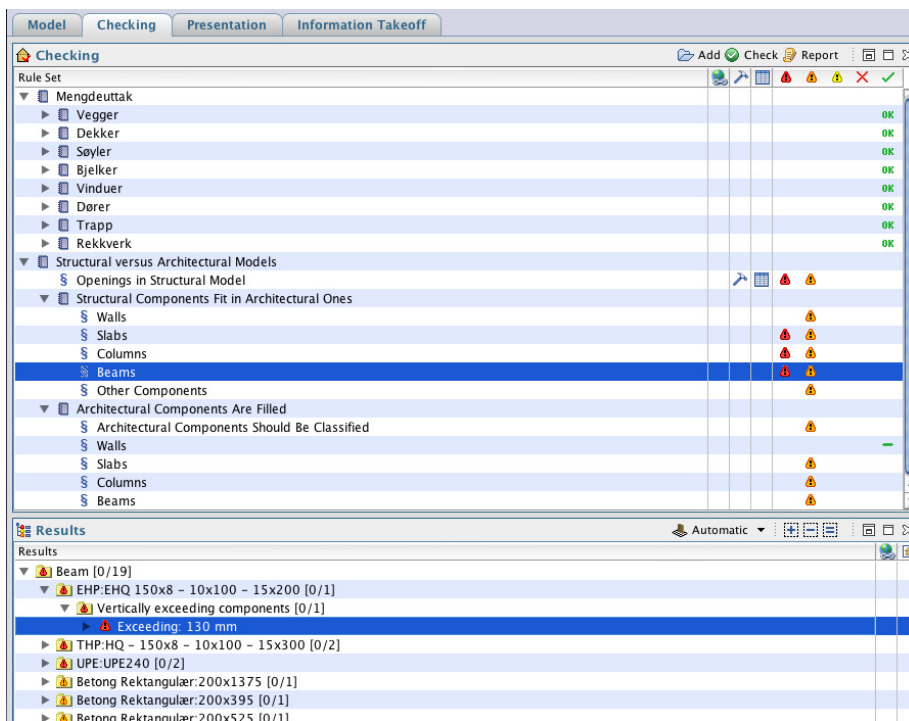 Model Checking Presentation Information Takeoff
Checking Add Check Report
Rule Set
Mengdeuttak
Vegger OK
Dekker OK
Søyler OK
Bjelker OK
Vinduer OK
Dører OK
Trapp OK
Rekkverk OK
Structural versus Architectural Models
§ Openings in Structural Model
Structural Components Fit in Architectural Ones
§ Walls
§ Slabs
§ Columns
§ Beams
§ Other Components
Architectural Components Are Filled
§ Architectural Components Should Be Classified
§ Walls
§ Slabs
§ Columns
§ Beams
Results Automatic
Results
Beam [0/19]
EHP:EHQ 150x8 - 10x100 - 15x200 [0/1]
Vertically exceeding components [0/1]
Exceeding: 130 mm
THP:HQ - 150x8 - 10x100 - 15x300 [0/2]
UPE:UPE240 [0/2]
Betong Rektangulær:200x1375 [0/1]
Betong Rektangulær:200x395 [0/1]
Betong Rektangulær:200x525 [0/1]